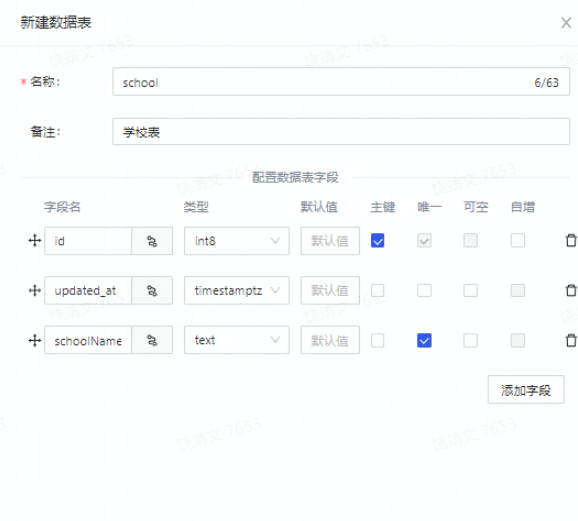 新建数据表
* 名称： school 6/63
备注： 学校表
配置数据表字段
字段名 类型 默认值 主键 唯一 可空 自增
id int8 默认值
updated_at timestamptz 默认值
schoolName text 默认值
添加字段
饶清文 7653